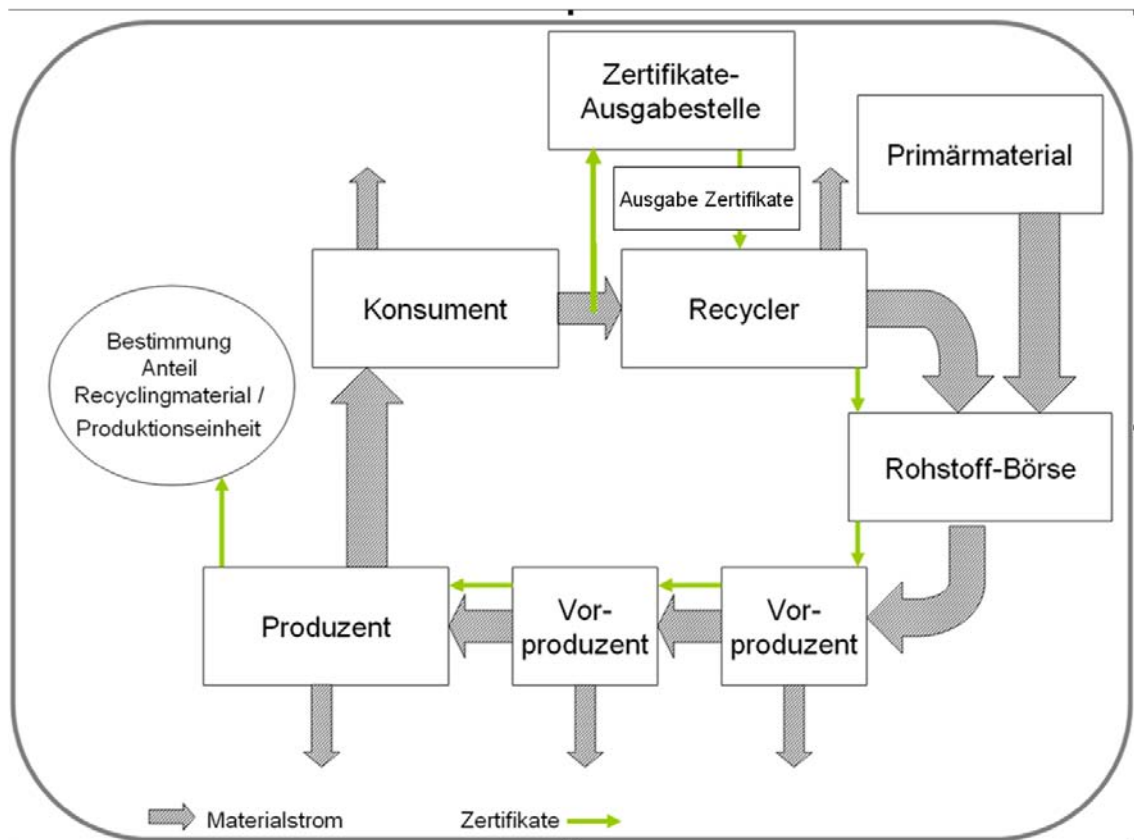 Zertifikate-
Ausgabestelle
Primärmaterial
Ausgabe Zertifikate
Konsument
Recycler
Bestimmung
Anteil
Recyclingmaterial /
Produktionseinheit
Rohstoff-Börse
Produzent
Vor-
produzent
Vor-
produzent
Materialstrom
Zertifikate